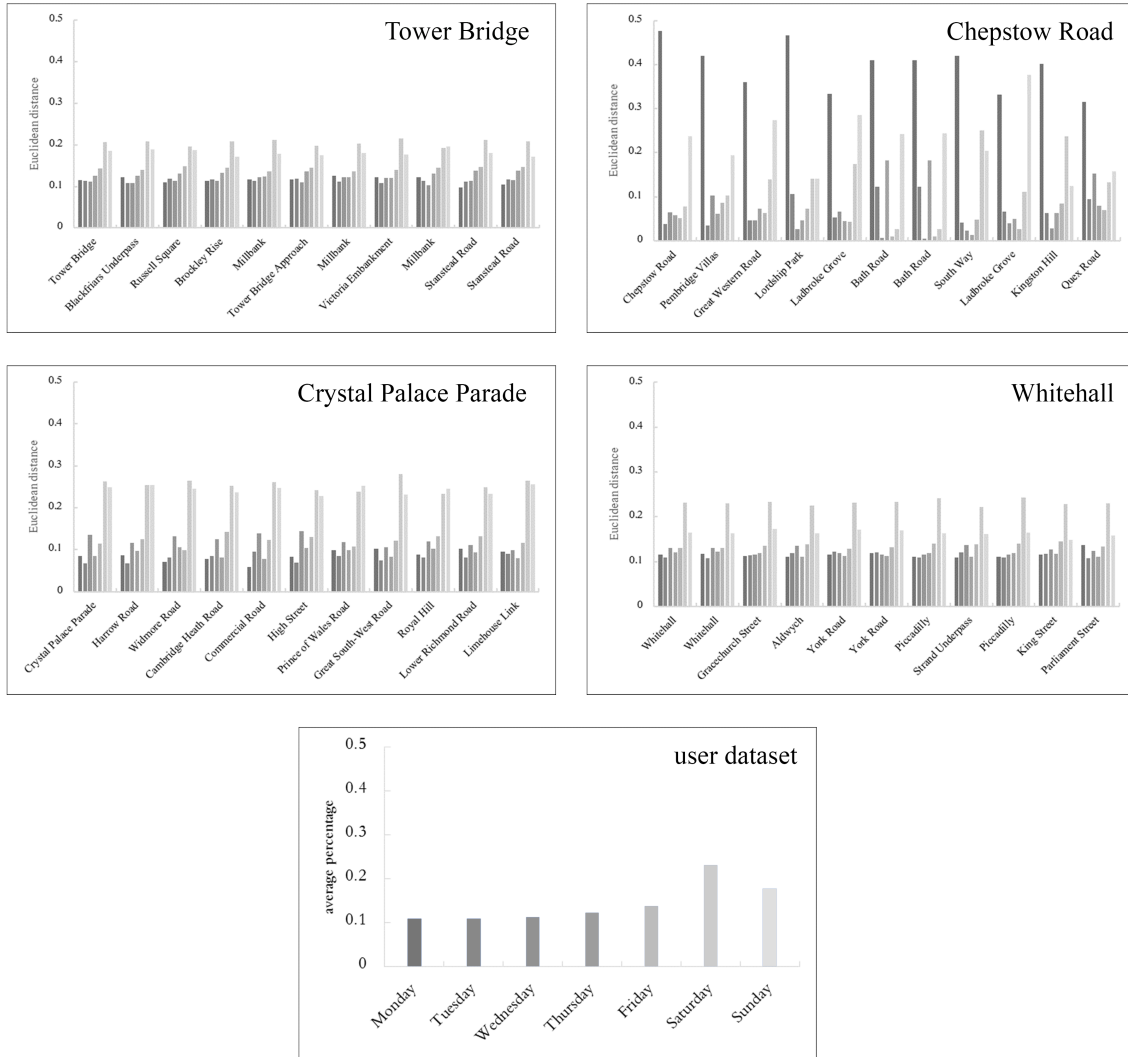 Tower Bridge
Euclidean distance
0.5
0.4
0.3
0.2
0.1
0
Tower Bridge
Blackfriars Underpass
Russell Square
Brockley Rise
Millbank
Tower Bridge Approach
Millbank
Victoria Embankment
Millbank
Stanstead Road
Stanstead Road
Chepstow Road
Euclidean distance
0.5
0.4
0.3
0.2
0.1
0
Chepstow Road
Pembridge Villas
Great Western Road
Lordship Park
Ladbroke Grove
Bath Road
Bath Road
South Way
Ladbroke Grove
Kingston Hill
Quex Road
Crystal Palace Parade
Euclidean distance
0.5
0.4
0.3
0.2
0.1
0
Crystal Palace Parade
Harrow Road
Widmore Road
Cambridge Heath Road
Commercial Road
High Street
Prince of Wales Road
Great South-West Road
Royal Hill
Lower Richmond Road
Limehouse Link
Whitehall
Euclidean distance
0.5
0.4
0.3
0.2
0.1
0
Whitehall
Whitehall
Gracechurch Street
Aldwych
York Road
York Road
Piccadilly
Strand Underpass
Piccadilly
King Street
Parliament Street
user dataset
average percentage
0.5
0.4
0.3
0.2
0.1
0
Monday
Tuesday
Wednesday
Thursday
Friday
Saturday
Sunday